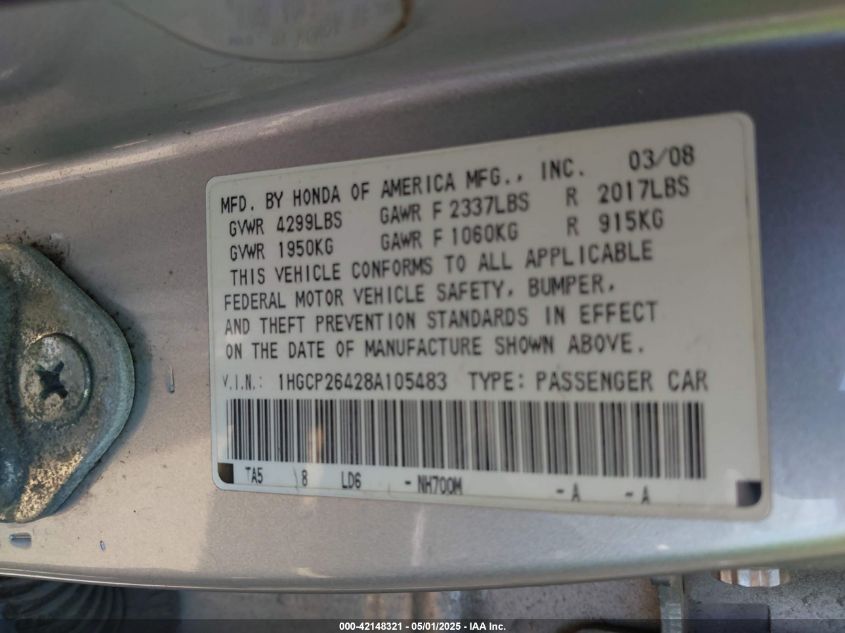 MFD. BY HONDA OF AMERICA MFG., INC. 03/08
GVWR 4299LBS GAWR F 2337LBS R 2017LBS
GVWR 1950KG GAWR F 1060KG R 915KG
THIS VEHICLE CONFORMS TO ALL APPLICABLE
FEDERAL MOTOR VEHICLE SAFETY, BUMPER,
AND THEFT PREVENTION STANDARDS IN EFFECT
ON THE DATE OF MANUFACTURE SHOWN ABOVE.
V.I.N.: 1HGCP26428A105483 TYPE: PASSENGER CAR
TA5 8 LD6 - NH700M - A - A
000-42148321 - 05/01/2025 - IAA Inc.